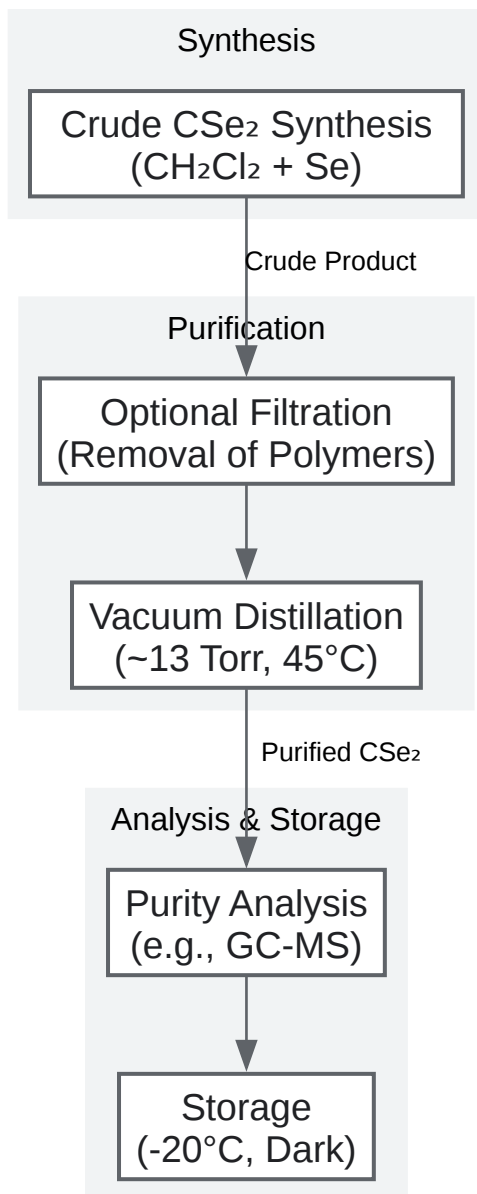 Synthesis
Crude CSe₂ Synthesis
(CH₂Cl₂ + Se)
Crude Product
Purification
Optional Filtration
(Removal of Polymers)
Vacuum Distillation
(~13 Torr, 45°C)
Purified CSe₂
Analysis & Storage
Purity Analysis
(e.g., GC-MS)
Storage
(-20°C, Dark)